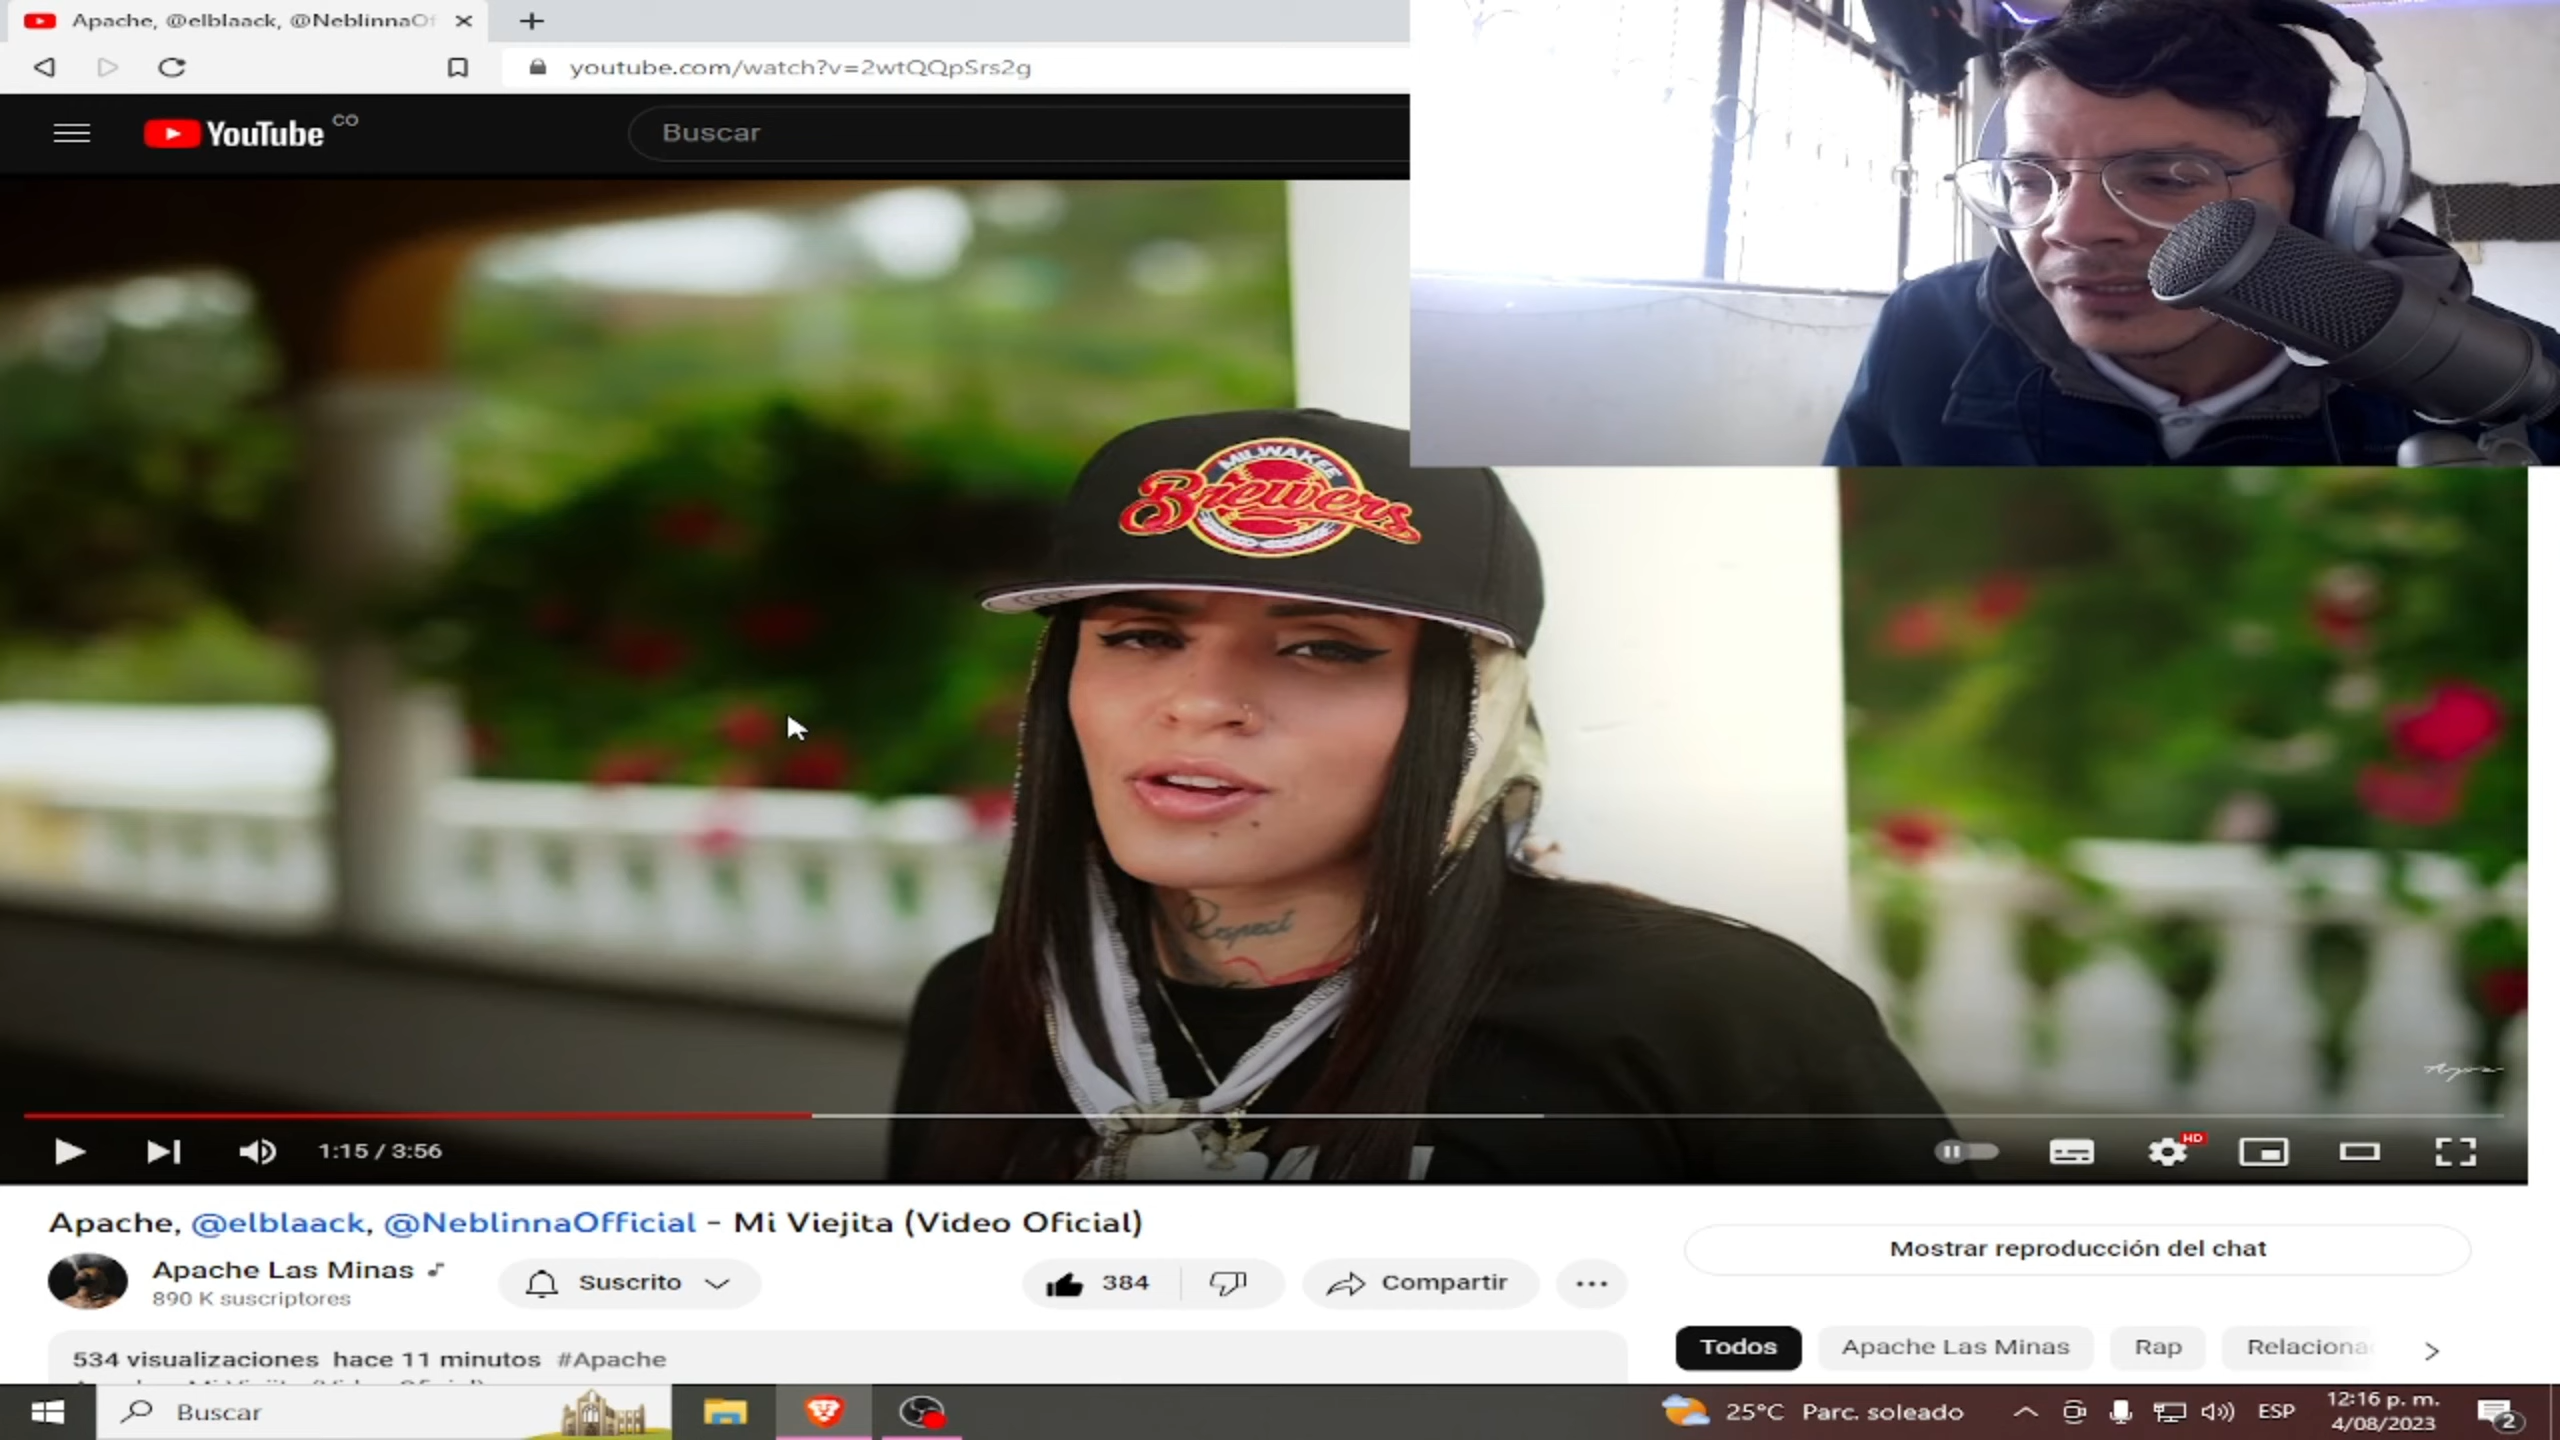 Apache, @elblaack, @NeblinnaOf
youtube.com/watch?v=2wtQQpSrs2g
YouTube CO
Buscar
MILWAKEE
Brewers
Respect
1:15 / 3:56
HD
Apache, @elblaack, @NeblinnaOfficial - Mi Viejita (Video Oficial)
Apache Las Minas
890 K suscriptores
Suscrito
384
Compartir
Mostrar reproducción del chat
534 visualizaciones hace 11 minutos #Apache
Todos
Apache Las Minas
Rap
Relaciona
Buscar
25°C Parc. soleado
ESP
12:16 p. m.
4/08/2023
2